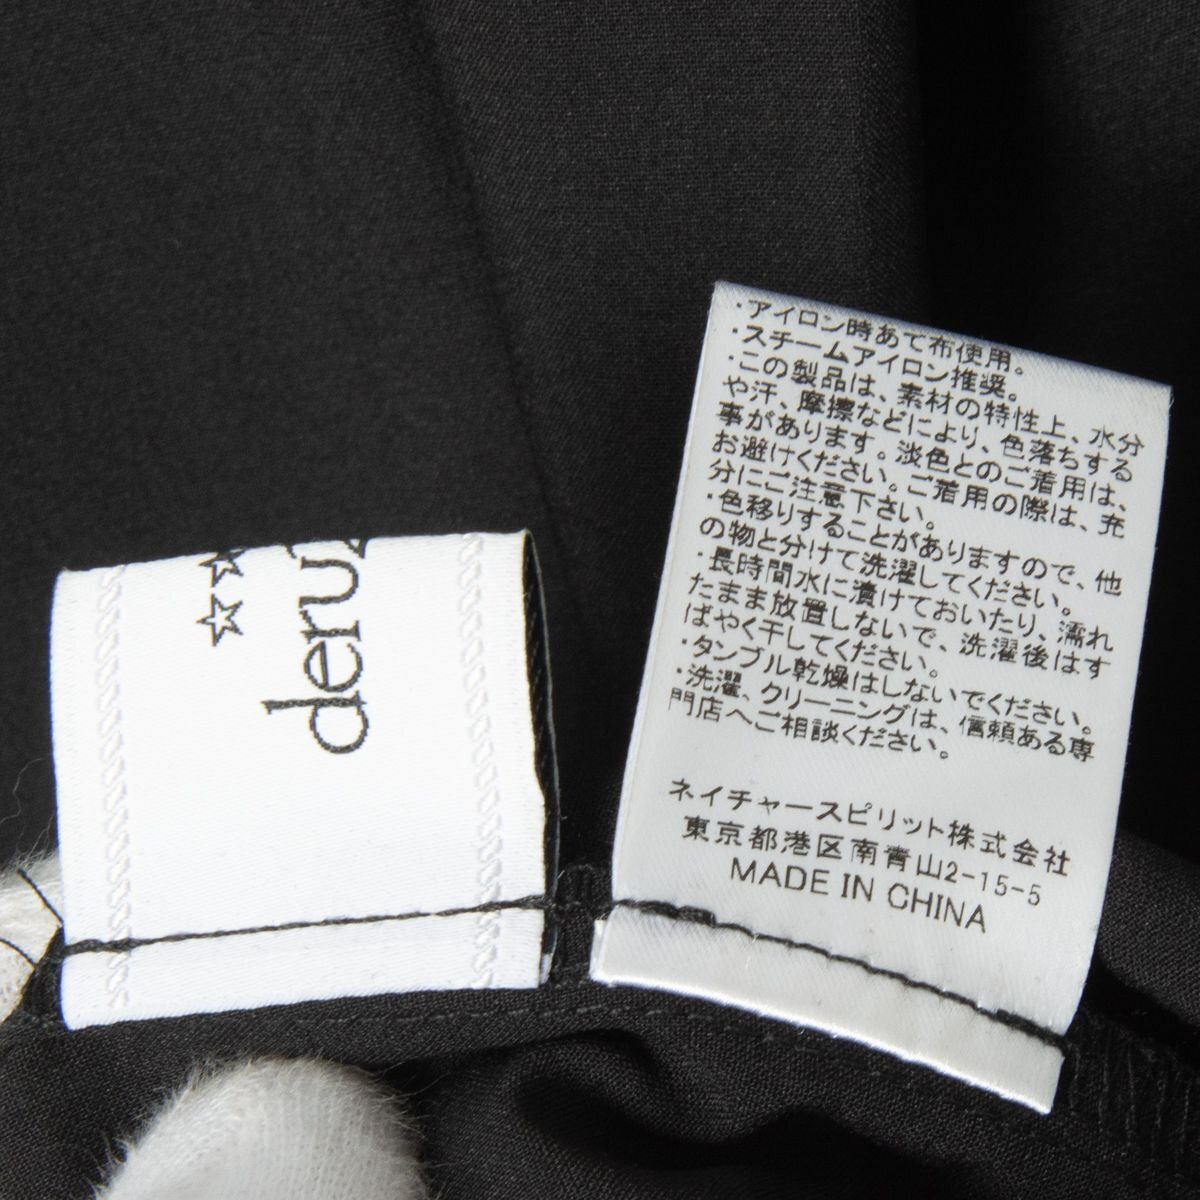 ☆☆
deru
・アイロン時あて布使用。
・スチームアイロン推奨。
・この製品は、素材の特性上、水分
や汗、摩擦などにより、色落ちする
事があります。淡色とのご着用は、
お避けください。ご着用の際は、充
分にご注意下さい。
・色移りすることがありますので、他
の物と分けて洗濯してください。
・長時間水に漬けておいたり、濡れ
たまま放置しないで、洗濯後はす
ばやく干してください。
・タンブル乾燥はしないでください。
・洗濯、クリーニングは、信頼ある専
門店へご相談ください。
ネイチャースピリット株式会社
東京都港区南青山2-15-5
MADE IN CHINA